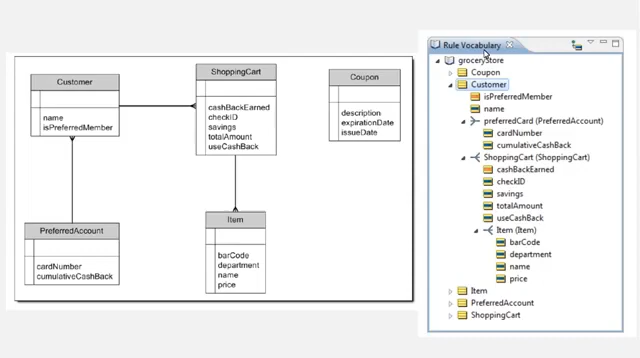 Customer
name
isPreferredMember
ShoppingCart
cashBackEarned
checkID
savings
totalAmount
useCashBack
Coupon
description
expirationDate
issueDate
PreferredAccount
cardNumber
cumulativeCashBack
Item
barCode
department
name
price
Rule Vocabulary
groceryStore
Coupon
Customer
isPreferredMember
name
preferredCard (PreferredAccount)
cardNumber
cumulativeCashBack
ShoppingCart (ShoppingCart)
cashBackEarned
checkID
savings
totalAmount
useCashBack
Item (Item)
barCode
department
name
price
Item
PreferredAccount
ShoppingCart